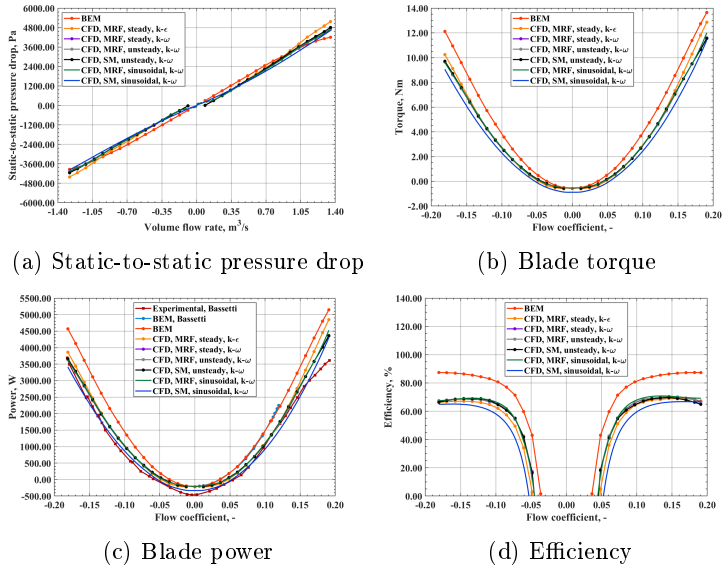 Static-to-static pressure drop, Pa
6000.00
4800.00
3600.00
2400.00
1200.00
0.00
-1200.00
-2400.00
-3600.00
-4800.00
-6000.00
BEM
CFD, MRF, steady, k-ϵ
CFD, MRF, steady, k-ω
CFD, MRF, unsteady, k-ω
CFD, SM, unsteady, k-ω
CFD, MRF, sinusoidal, k-ω
CFD, SM, sinusoidal, k-ω
-1.40 -1.05 -0.70 -0.35 0.00 0.35 0.70 1.05 1.40
Volume flow rate, m³/s
(a) Static-to-static pressure drop
Torque, Nm
14.00
12.00
10.00
8.00
6.00
4.00
2.00
0.00
-2.00
BEM
CFD, MRF, steady, k-ϵ
CFD, MRF, steady, k-ω
CFD, MRF, unsteady, k-ω
CFD, SM, unsteady, k-ω
CFD, MRF, sinusoidal, k-ω
CFD, SM, sinusoidal, k-ω
-0.20 -0.15 -0.10 -0.05 0.00 0.05 0.10 0.15 0.20
Flow coefficient, -
(b) Blade torque
Power, W
5500.00
5000.00
4500.00
4000.00
3500.00
3000.00
2500.00
2000.00
1500.00
1000.00
500.00
0.00
-500.00
Experimental, Bassetti
BEM, Bassetti
BEM
CFD, MRF, steady, k-ϵ
CFD, MRF, steady, k-ω
CFD, MRF, unsteady, k-ω
CFD, SM, unsteady, k-ω
CFD, MRF, sinusoidal, k-ω
CFD, SM, sinusoidal, k-ω
-0.20 -0.15 -0.10 -0.05 0.00 0.05 0.10 0.15 0.20
Flow coefficient, -
(c) Blade power
Efficiency, %
140.00
120.00
100.00
80.00
60.00
40.00
20.00
0.00
BEM
CFD, MRF, steady, k-ϵ
CFD, MRF, steady, k-ω
CFD, MRF, unsteady, k-ω
CFD, SM, unsteady, k-ω
CFD, MRF, sinusoidal, k-ω
CFD, SM, sinusoidal, k-ω
-0.20 -0.15 -0.10 -0.05 0.00 0.05 0.10 0.15 0.20
Flow coefficient, -
(d) Efficiency